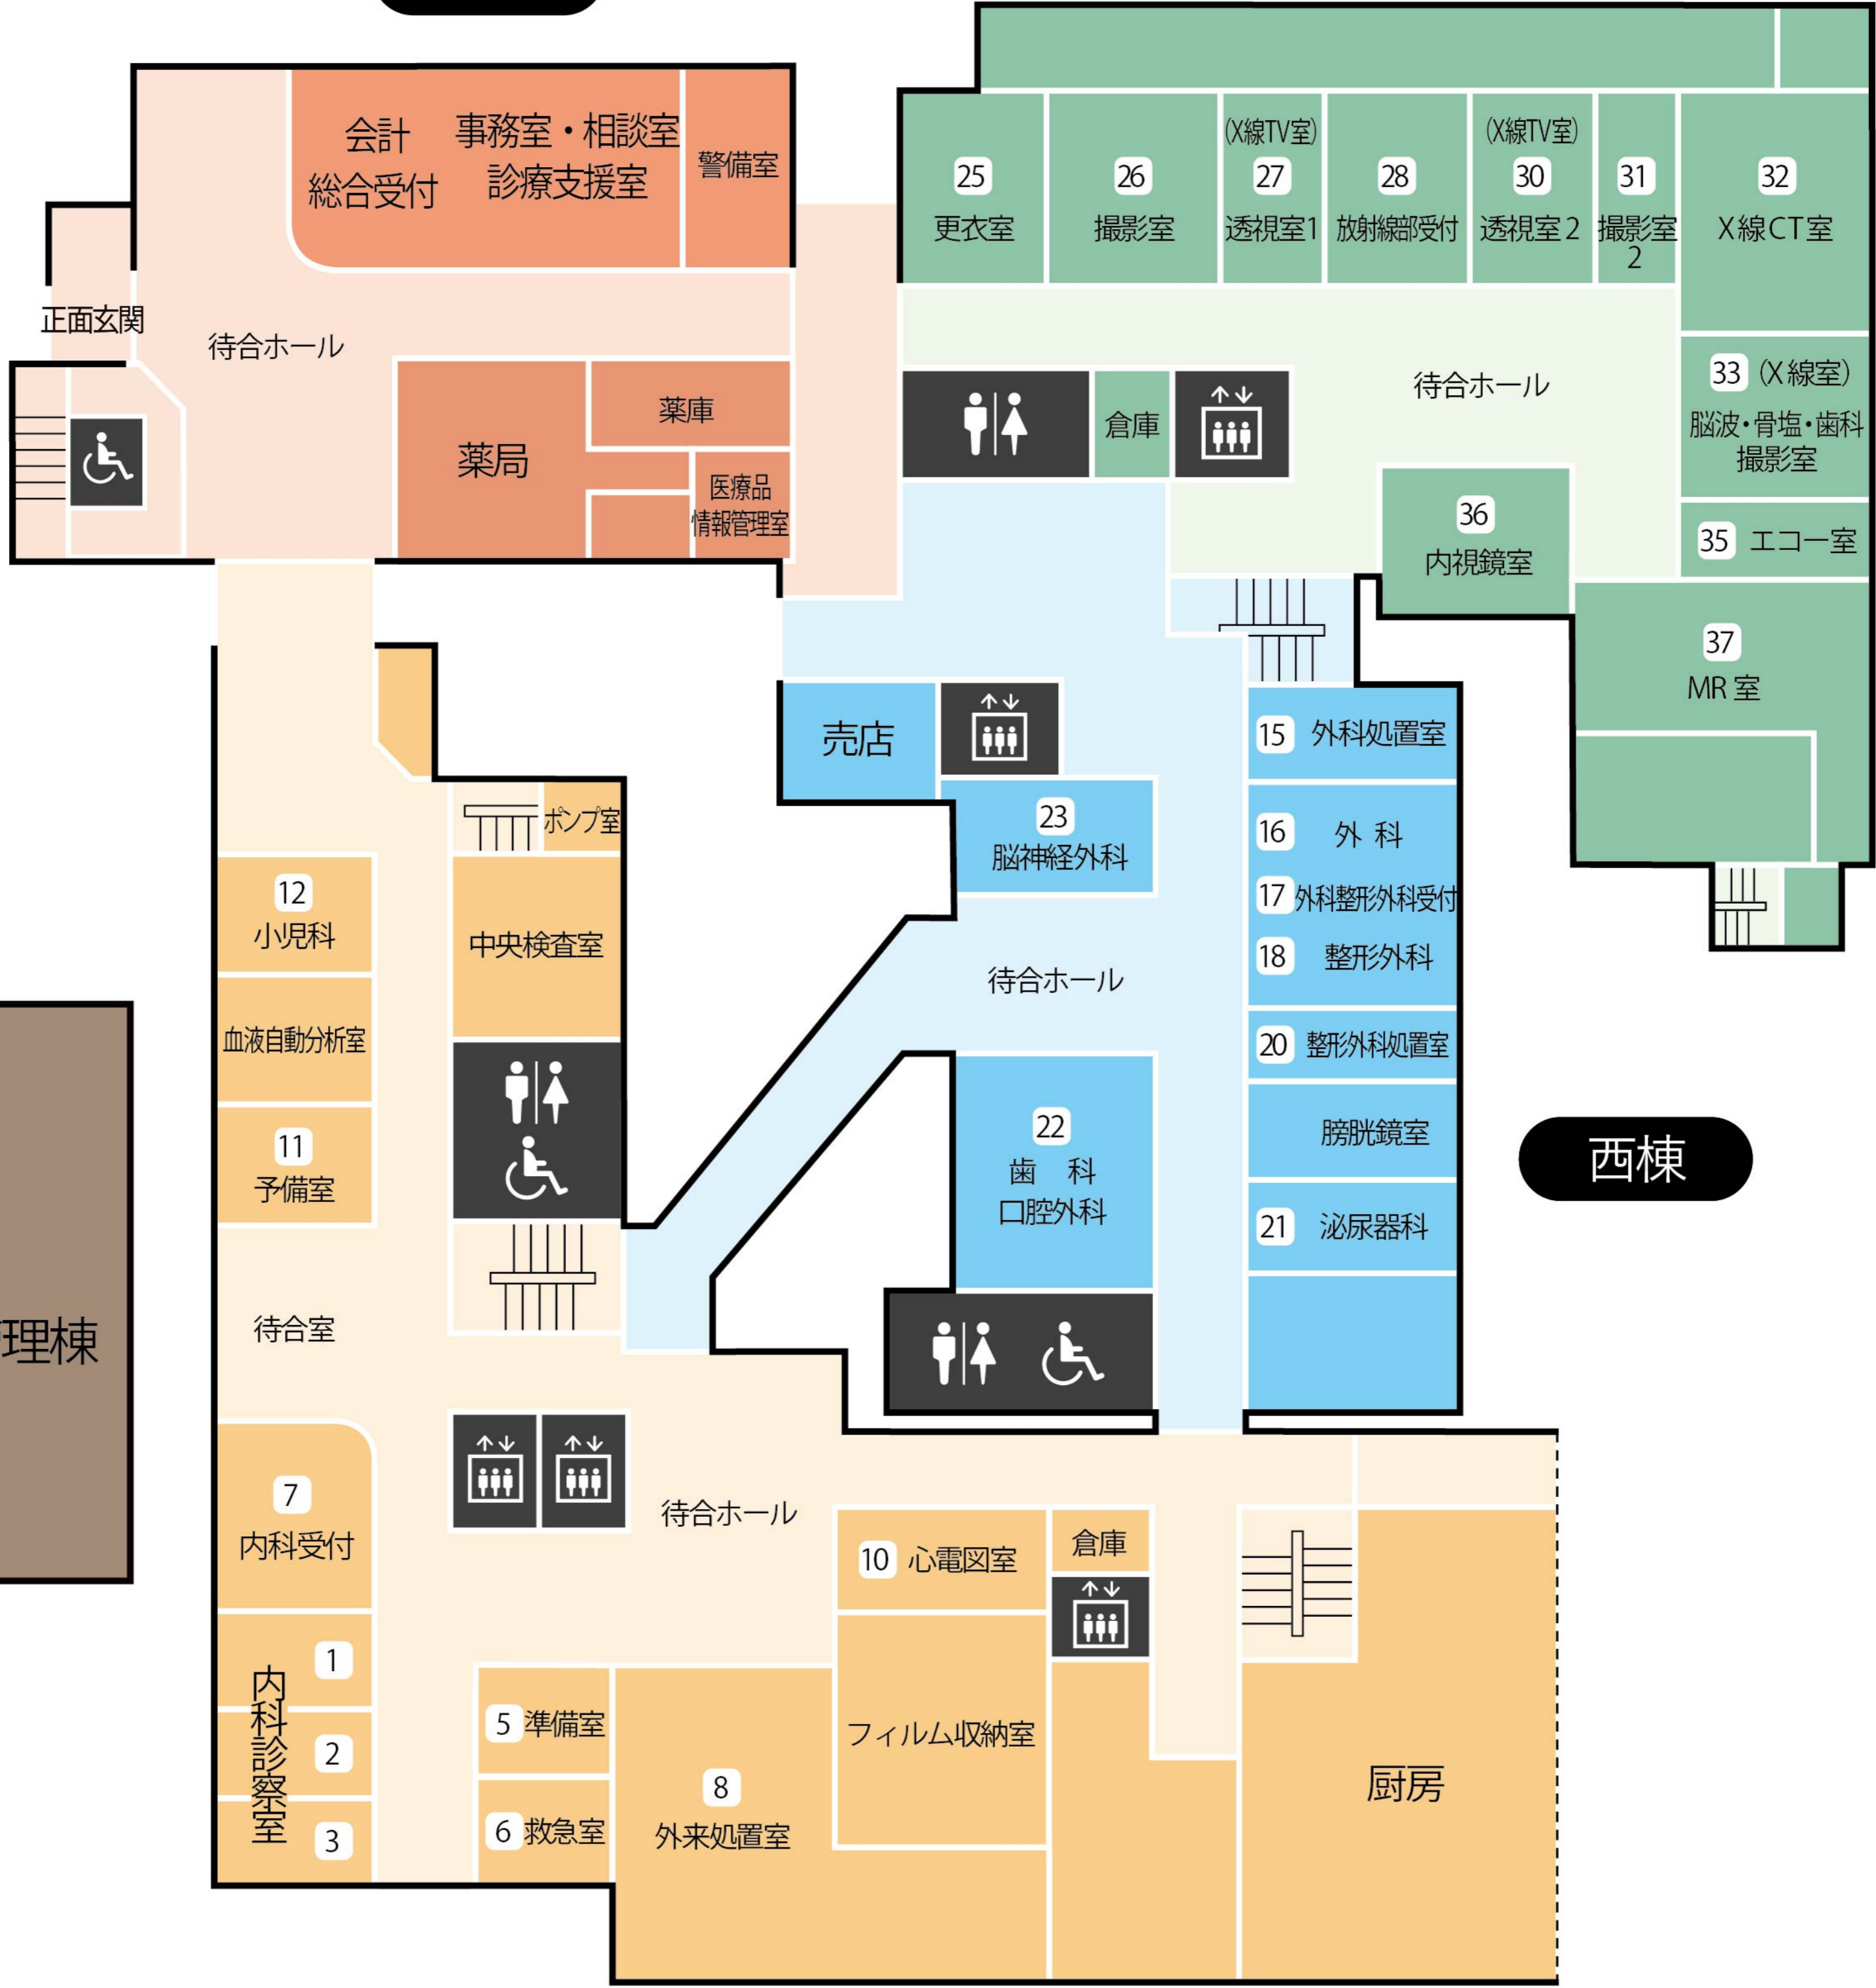 会計
総合受付
事務室・相談室
診療支援室
警備室
正面玄関
待合ホール
薬局
薬庫
医療品
情報管理室
25
更衣室
26
撮影室
(X線TV室)
27
透視室1
28
放射線部受付
(X線TV室)
30
透視室2
31
撮影室
2
32
X線CT室
待合ホール
倉庫
33 (X線室)
脳波・骨塩・歯科
撮影室
35 エコー室
36
内視鏡室
37
MR室
売店
23
脳神経外科
待合ホール
15 外科処置室
16 外科
17 外科整形外科受付
18 整形外科
20 整形外科処置室
膀胱鏡室
21 泌尿器科
22
歯科
口腔外科
西棟
ポンプ室
12
小児科
中央検査室
血液自動分析室
11
予備室
待合室
理棟
7
内科受付
待合ホール
10 心電図室
倉庫
内科診察室
1
2
3
5 準備室
6 救急室
8
外来処置室
フィルム収納室
厨房